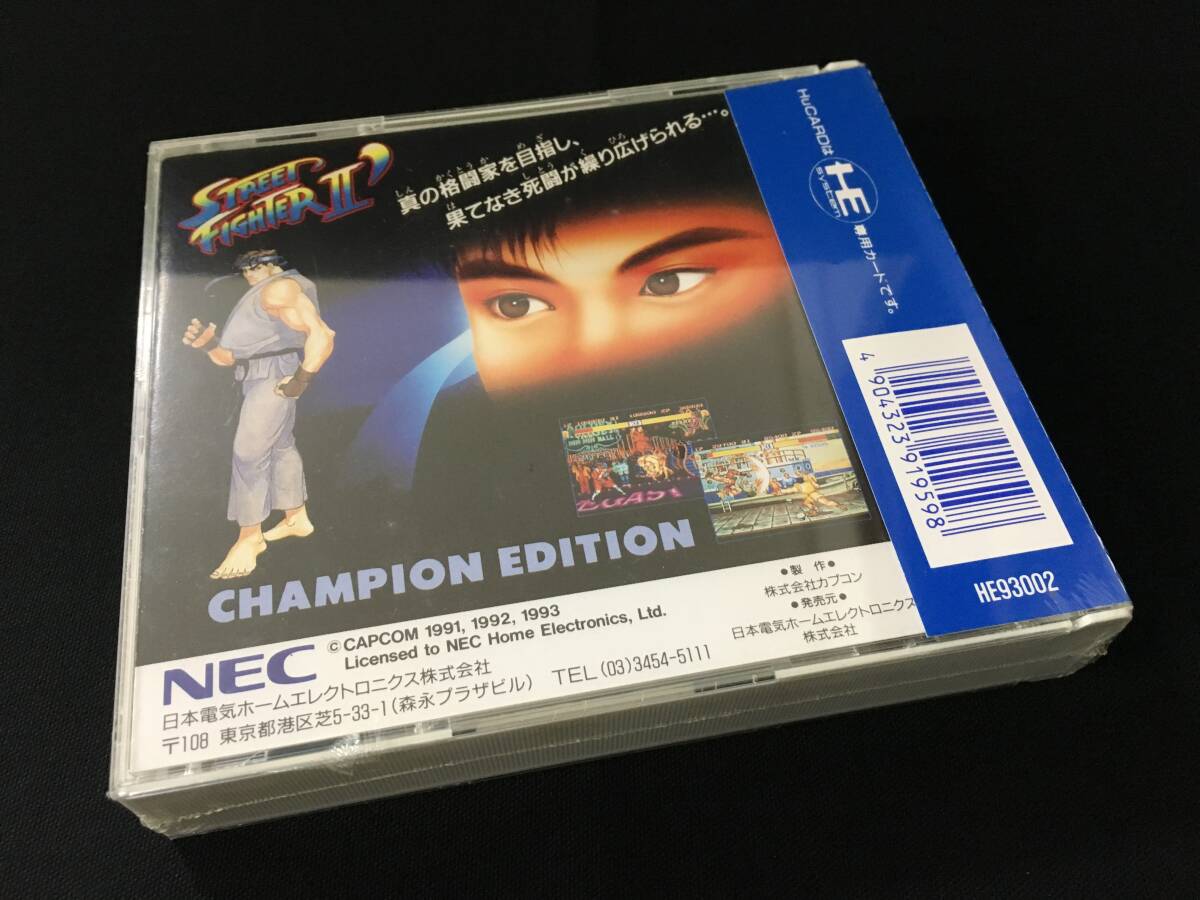 STREET
FIGHTER II'
真の格闘家を目指し、
果てなき死闘が繰り広げられる…。
CHAMPION EDITION
NEC
©CAPCOM 1991, 1992, 1993
Licensed to NEC Home Electronics, Ltd.
日本電気ホームエレクトロニクス株式会社
〒108 東京都港区芝5-33-1(森永プラザビル) TEL(03)3454-5111
●製作●
株式会社カプコン
●発売元●
日本電気ホームエレクトロニクス
株式会社
HuCARDは
HE
system
専用カードです。
4904323919598
HE93002